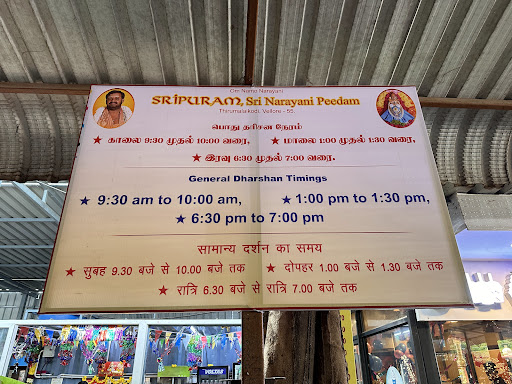 Om Namo Narayani
SRIPURAM, Sri Narayani Peedam
Thirumalaikodi, Vellore - 55.
பொது தரிசன நேரம்
★ காலை 9:30 முதல் 10:00 வரை, ★ மாலை 1:00 முதல் 1:30 வரை,
★ இரவு 6:30 முதல் 7:00 வரை.
General Dharshan Timings
★ 9:30 am to 10:00 am, ★ 1:00 pm to 1:30 pm,
★ 6:30 pm to 7:00 pm
सामान्य दर्शन का समय
★ सुबह 9.30 बजे से 10.00 बजे तक ★ दोपहर 1.00 बजे से 1.30 बजे तक
★ रात्रि 6.30 बजे से रात्रि 7.00 बजे तक